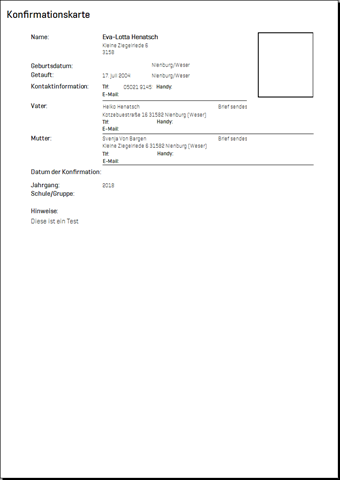 Konfirmationskarte
Name: Eva-Lotta Henatsch
Kleine Ziegelneide 6
3158
Geburtsdatum: Nienburg/Weser
Getauft: 17. juli 2004 Nienburg/Weser
Kontaktinformation: Tlf: 05021 9145 Handy:
E-Mail:
Vater: Heiko Henatsch Brief sendes
Kotzebuestraße 18 31582 Nienburg (Weser)
Tlf: Handy:
E-Mail:
Mutter: Svenja Von Bergen Brief sendes
Kleine Ziegelneide 6 31582 Nienburg (Weser)
Tlf: Handy:
E-Mail:
Datum der Konfirmation:
Jahrgang: 2018
Schule/Gruppe:
Hinweise:
Diese ist ein Test